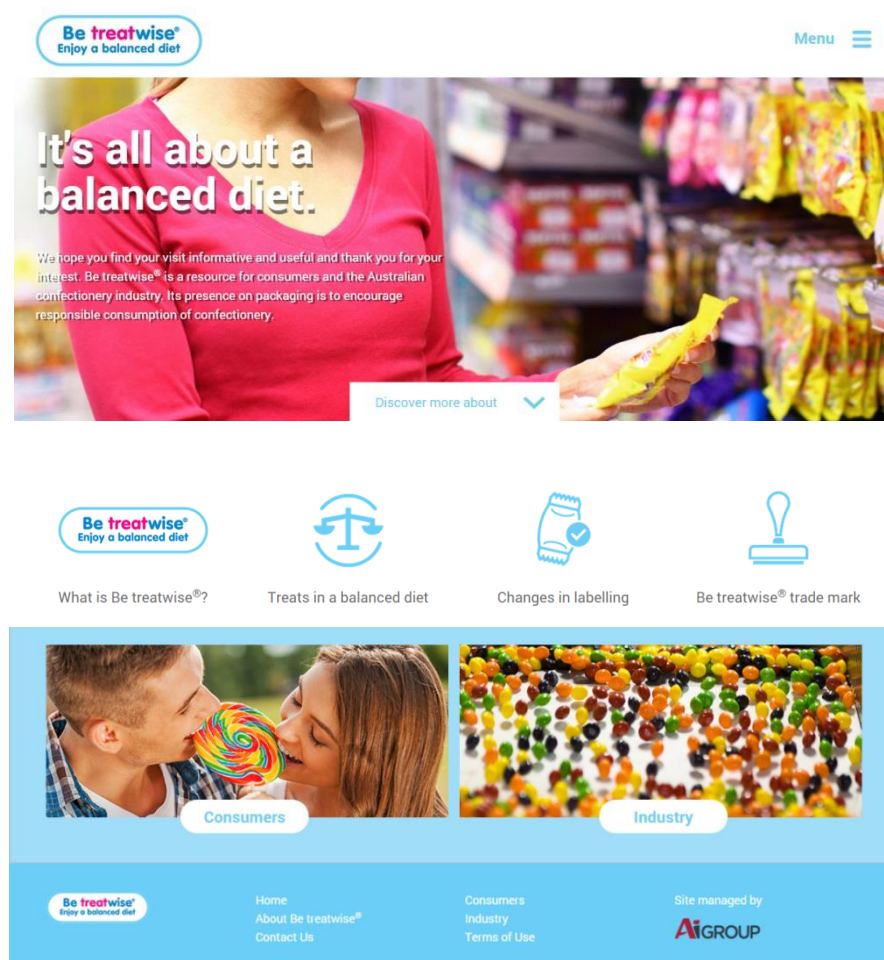 Be treatwise®
Enjoy a balanced diet
Menu
It's all about a
balanced diet.
We hope you find your visit informative and useful and thank you for your
interest. Be treatwise® is a resource for consumers and the Australian
confectionery industry. Its presence on packaging is to encourage
responsible consumption of confectionery.
Discover more about
Be treatwise®
Enjoy a balanced diet
What is Be treatwise®?
Treats in a balanced diet
Changes in labelling
Be treatwise® trade mark
Consumers
Industry
Be treatwise®
Enjoy a balanced diet
Home
About Be treatwise®
Contact Us
Consumers
Industry
Terms of Use
Site managed by
Ai GROUP